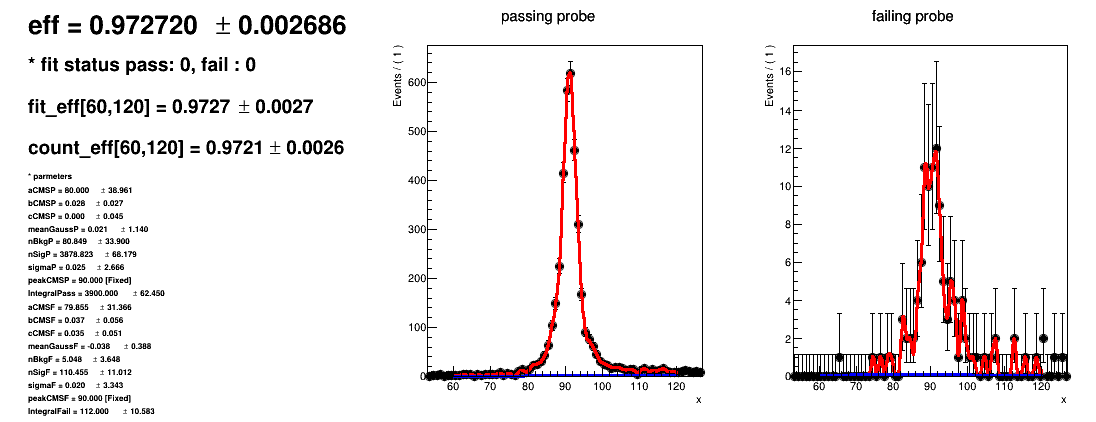 eff = 0.972720 ± 0.002686
* fit status pass: 0, fail : 0
fit_eff[60,120] = 0.9727 ± 0.0027
count_eff[60,120] = 0.9721 ± 0.0026
* parmeters
aCMSP = 80.000 ± 38.961
bCMSP = 0.028 ± 0.027
cCMSP = 0.000 ± 0.045
meanGaussP = 0.021 ± 1.140
nBkgP = 80.849 ± 33.900
nSigP = 3878.823 ± 68.179
sigmaP = 0.025 ± 2.666
peakCMSP = 90.000 [Fixed]
IntegralPass = 3900.000 ± 62.450
aCMSF = 79.855 ± 31.366
bCMSF = 0.037 ± 0.056
cCMSF = 0.035 ± 0.051
meanGaussF = -0.038 ± 0.388
nBkgF = 5.048 ± 3.648
nSigF = 110.455 ± 11.012
sigmaF = 0.020 ± 3.343
peakCMSF = 90.000 [Fixed]
IntegralFail = 112.000 ± 10.583
passing probe
Events / ( 1 )
600
500
400
300
200
100
0
60 70 80 90 100 110 120
x
failing probe
Events / ( 1 )
16
14
12
10
8
6
4
2
0
60 70 80 90 100 110 120
x